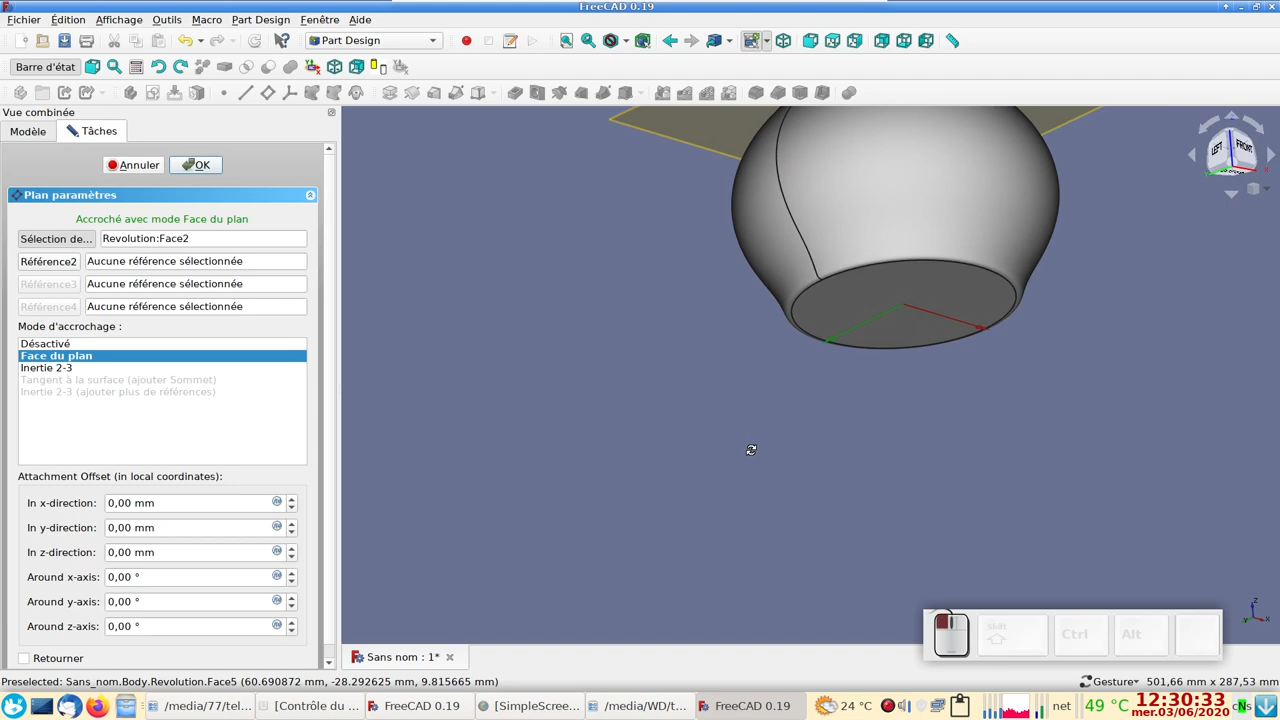 FreeCAD 0.19
Fichier Édition Affichage Outils Macro Part Design Fenêtre Aide
Part Design
Barre d'état
Vue combinée
Modèle Tâches
Annuler OK
Plan paramètres
Accroché avec mode Face du plan
Sélection de... Revolution:Face2
Référence2 Aucune référence sélectionnée
Référence3 Aucune référence sélectionnée
Référence4 Aucune référence sélectionnée
Mode d'accrochage :
Désactivé
Face du plan
Inertie 2-3
Tangent à la surface (ajouter Sommet)
Inertie 2-3 (ajouter plus de références)
Attachment Offset (in local coordinates):
In x-direction: 0,00 mm
In y-direction: 0,00 mm
In z-direction: 0,00 mm
Around x-axis: 0,00 °
Around y-axis: 0,00 °
Around z-axis: 0,00 °
Retourner
LEFT FRONT
Z
Y X
Shift Ctrl Alt
Sans nom : 1*
Preselected: Sans_nom.Body.Revolution.Face5 (60.690872 mm, -28.292625 mm, 9.815665 mm)
Gesture 501,66 mm x 287,53 mm
/media/77/te [Contrôle du ... FreeCAD 0.19 [SimpleScree... /media/WD/t... FreeCAD 0.19
24 °C
net
49 °C
12:30:33
mer.03/06/2020